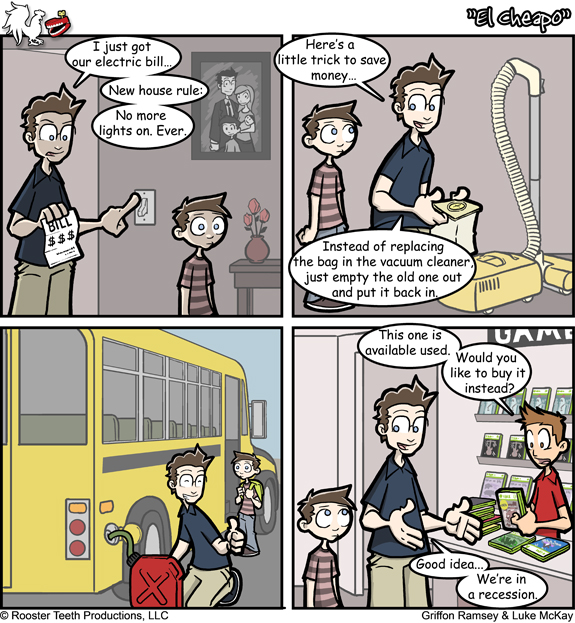 "El Cheapo"
I just got
our electric bill...
New house rule:
No more
lights on. Ever.
BILL
$ $ $
Here's a
little trick to save
money...
Instead of replacing
the bag in the vacuum cleaner,
just empty the old one out
and put it back in.
This one is
available used.
GAME
Would you
like to buy it
instead?
Good idea...
We're in
a recession.
© Rooster Teeth Productions, LLC
Griffon Ramsey & Luke McKay